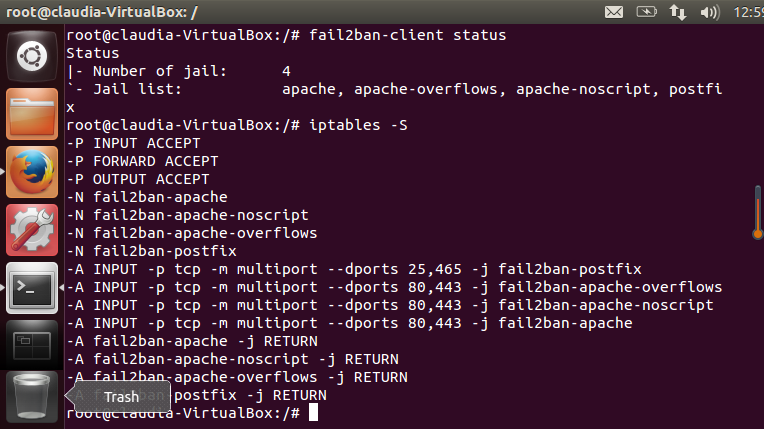 root@claudia-VirtualBox: /
12:59
root@claudia-VirtualBox:/# fail2ban-client status
Status
|- Number of jail:      4
`- Jail list:           apache, apache-overflows, apache-noscript, postfi
x
root@claudia-VirtualBox:/# iptables -S
-P INPUT ACCEPT
-P FORWARD ACCEPT
-P OUTPUT ACCEPT
-N fail2ban-apache
-N fail2ban-apache-noscript
-N fail2ban-apache-overflows
-N fail2ban-postfix
-A INPUT -p tcp -m multiport --dports 25,465 -j fail2ban-postfix
-A INPUT -p tcp -m multiport --dports 80,443 -j fail2ban-apache-overflows
-A INPUT -p tcp -m multiport --dports 80,443 -j fail2ban-apache-noscript
-A INPUT -p tcp -m multiport --dports 80,443 -j fail2ban-apache
-A fail2ban-apache -j RETURN
-A fail2ban-apache-noscript -j RETURN
-A fail2ban-apache-overflows -j RETURN
-A fail2ban-postfix -j RETURN
Trash
root@claudia-VirtualBox:/#